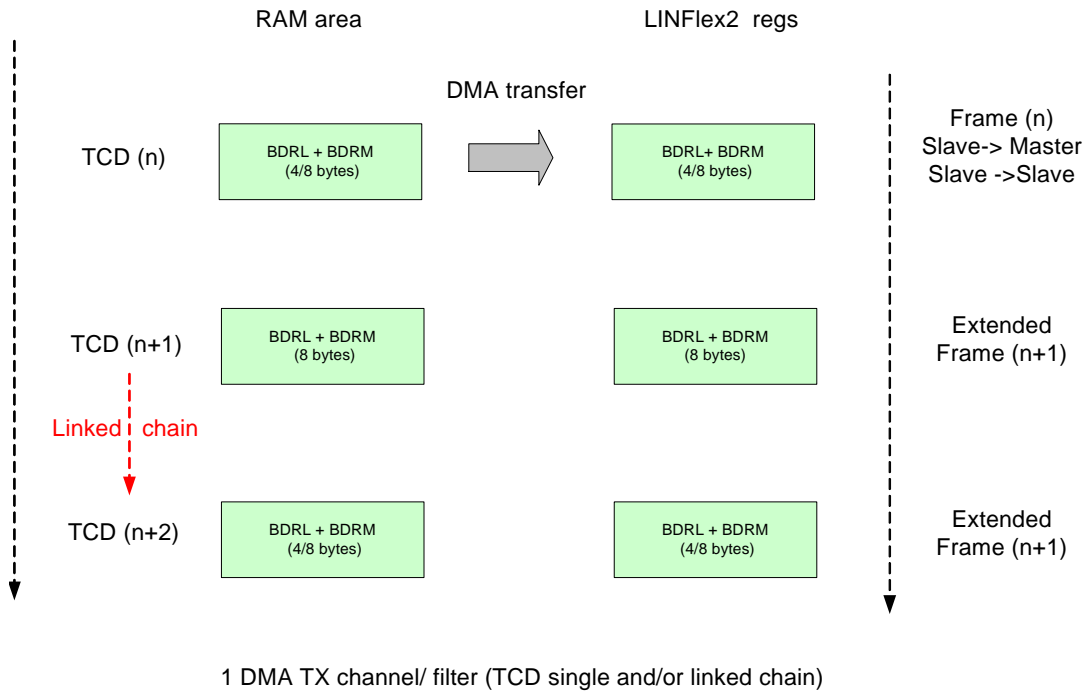 RAM area
LINFlex2 regs
DMA transfer
TCD (n)
BDRL + BDRM
(4/8 bytes)
BDRL+ BDRM
(4/8 bytes)
Frame (n)
Slave-> Master
Slave ->Slave
TCD (n+1)
BDRL + BDRM
(8 bytes)
BDRL + BDRM
(8 bytes)
Extended
Frame (n+1)
Linked chain
TCD (n+2)
BDRL + BDRM
(4/8 bytes)
BDRL + BDRM
(4/8 bytes)
Extended
Frame (n+1)
1 DMA TX channel/ filter (TCD single and/or linked chain)